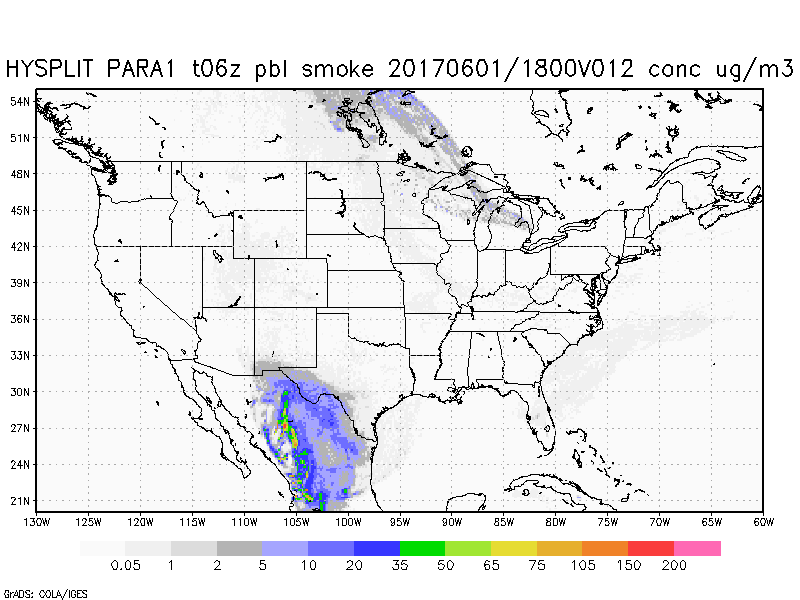 HYSPLIT PARA1 t06z pbl smoke 20170601/1800V012 conc ug/m3
54N
51N
48N
45N
42N
39N
36N
33N
30N
27N
24N
21N
130W 125W 120W 115W 110W 105W 100W 95W 90W 85W 80W 75W 70W 65W 60W
0.05 1 2 5 10 20 35 50 65 75 105 150 200
GrADS: COLA/IGES